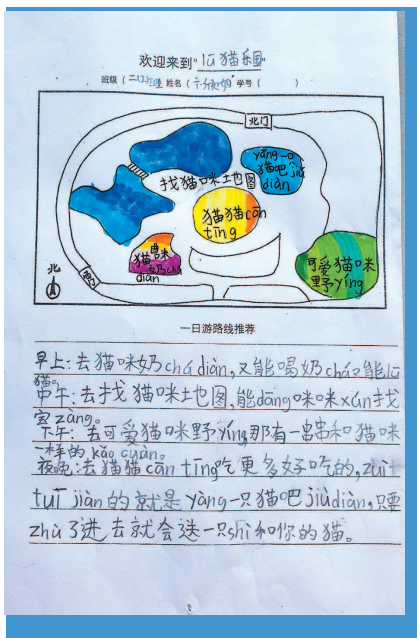 欢迎来到“lū猫乐园”
班级（二（）班）姓名（）学号（ ）
北门
yǎng一只
猫吧jiǔ
diàn
找猫咪土也图
猫猫cān
tīng
猫咪
奶chá
diàn
可爱猫咪
野yíng
北
西门
一日游路线推荐
早上：去猫咪奶chá diàn，又能喝奶chá又能lū
猫。
中午：去找猫咪土也图，能dāng咪咪xún找
宝zàng。
下午：去可爱猫咪野yíng那有一串串和猫咪
一样的kǎo cuàn。
夜晚：去猫猫cān tīng吃更多好吃的，zuì
tuī jiàn的就是yǎng一只猫吧jiǔdiàn，只要
zhù了进去就会送一只shǐ和你的猫。